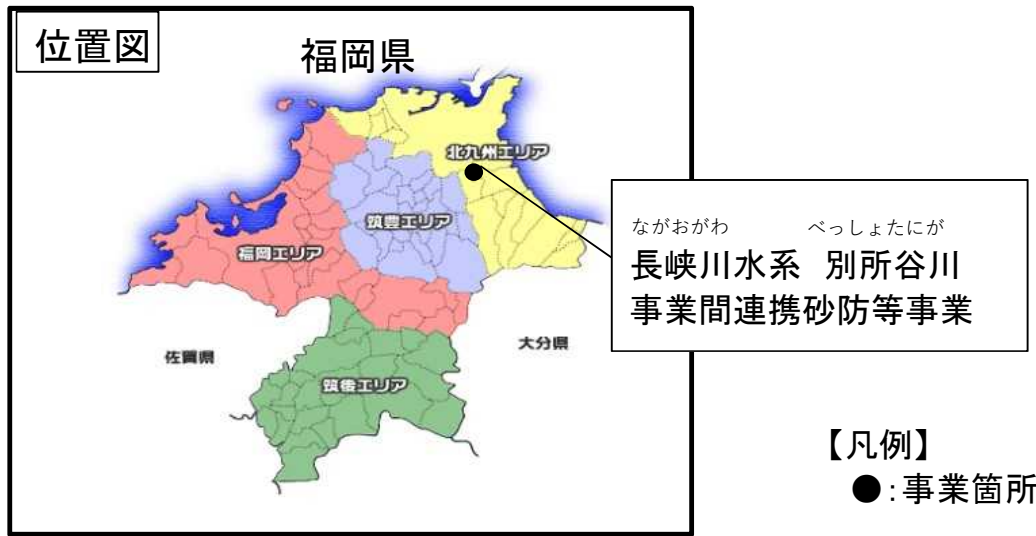 位置図
福岡県
北九州エリア
筑豊エリア
福岡エリア
佐賀県
大分県
筑後エリア
ながおがわ べっしょたにが
長峡川水系 別所谷川
事業間連携砂防等事業
【凡例】
●:事業箇所